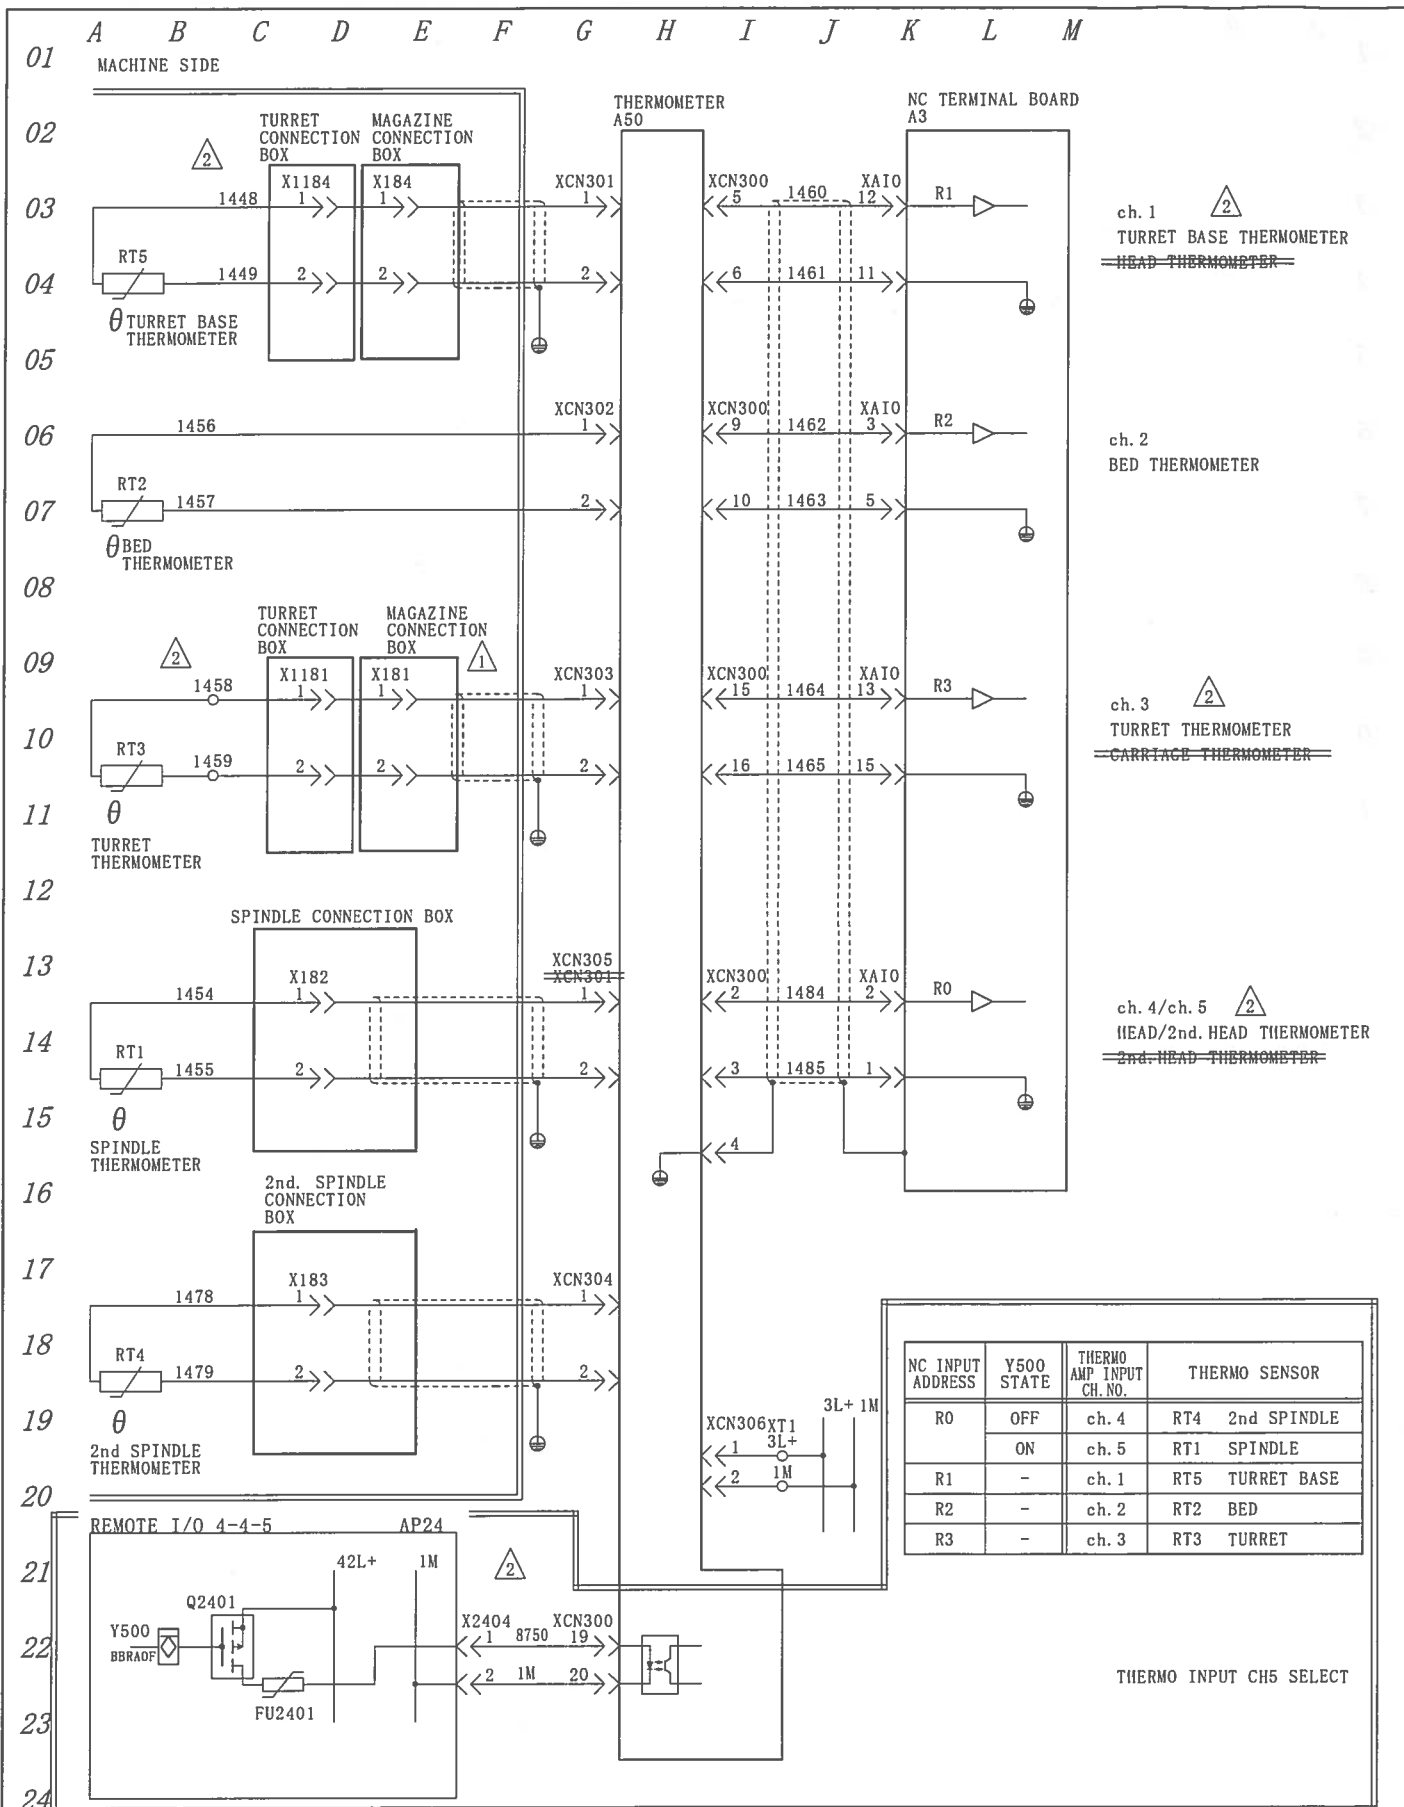 A B C D E F G H I J K L M
01
MACHINE SIDE
THERMOMETER
A50
NC TERMINAL BOARD
A3
02
TURRET
CONNECTION
BOX
MAGAZINE
CONNECTION
BOX
2
03
1448
X1184
1
X184
1
XCN301
1
XCN300
5
1460
XAIO
12
R1
ch.1
2
TURRET BASE THERMOMETER
HEAD THERMOMETER
04
RT5
1449
2
2
2
6
1461
11
θ TURRET BASE
THERMOMETER
05
06
1456
XCN302
1
XCN300
9
1462
XAIO
3
R2
ch.2
BED THERMOMETER
07
RT2
1457
2
10
1463
5
θ BED
THERMOMETER
08
TURRET
CONNECTION
BOX
MAGAZINE
CONNECTION
BOX
09
2
1
1458
X1181
1
X181
1
XCN303
1
XCN300
15
1464
XAIO
13
R3
ch.3
2
TURRET THERMOMETER
CARRIAGE THERMOMETER
10
RT3
1459
2
2
2
16
1465
15
11
θ
TURRET
THERMOMETER
12
SPINDLE CONNECTION BOX
13
1454
X182
1
XCN305
XCN301
1
XCN300
2
1484
XAIO
2
R0
ch.4/ch.5
2
HEAD/2nd.HEAD THERMOMETER
2nd.HEAD THERMOMETER
14
RT1
1455
2
2
3
1485
1
15
θ
SPINDLE
THERMOMETER
4
16
2nd. SPINDLE
CONNECTION
BOX
17
1478
X183
1
XCN304
1
18
RT4
1479
2
2
NC INPUT
ADDRESS
Y500
STATE
THERMO
AMP INPUT
CH.NO.
THERMO SENSOR
R0 OFF ch.4 RT4 2nd SPINDLE
ON ch.5 RT1 SPINDLE
R1 - ch.1 RT5 TURRET BASE
R2 - ch.2 RT2 BED
R3 - ch.3 RT3 TURRET
19
θ
2nd SPINDLE
THERMOMETER
XCN306
XT1
3L+ 1M
1
3L+
2
1M
20
REMOTE I/O 4-4-5
AP24
21
42L+
1M
2
Q2401
22
Y500
BBRAOF
X2404
1
8750
XCN300
19
2
1M
20
THERMO INPUT CH5 SELECT
FU2401
23
24